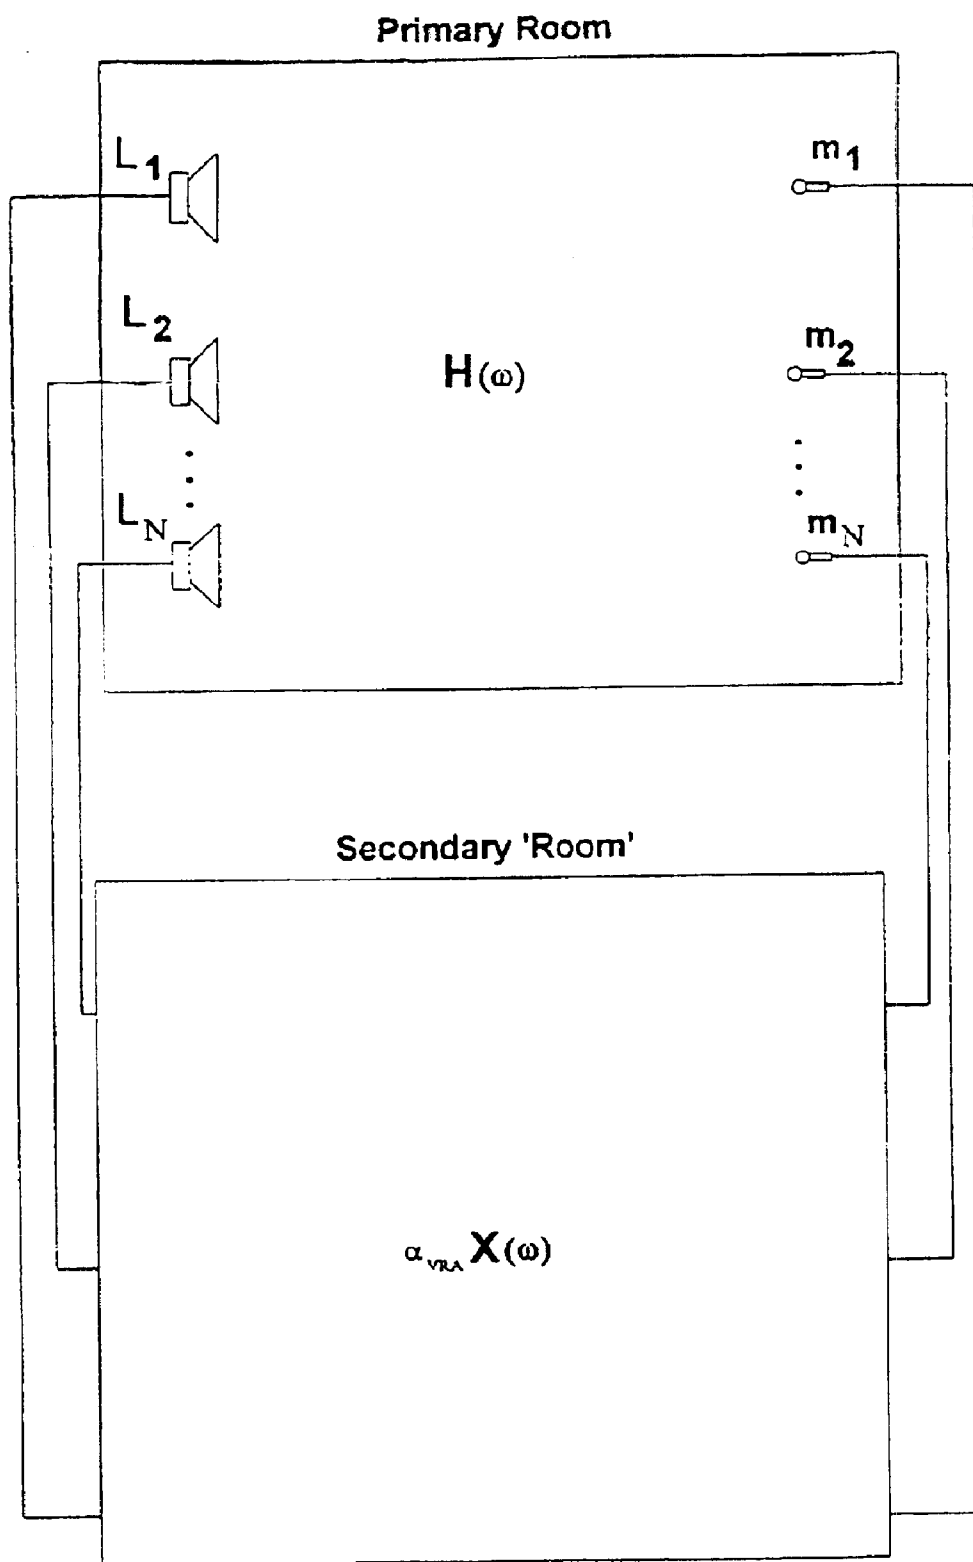 Primary Room
L1 m1
L2 m2
H(ω)
LN mN
Secondary 'Room'
αVRA X(ω)